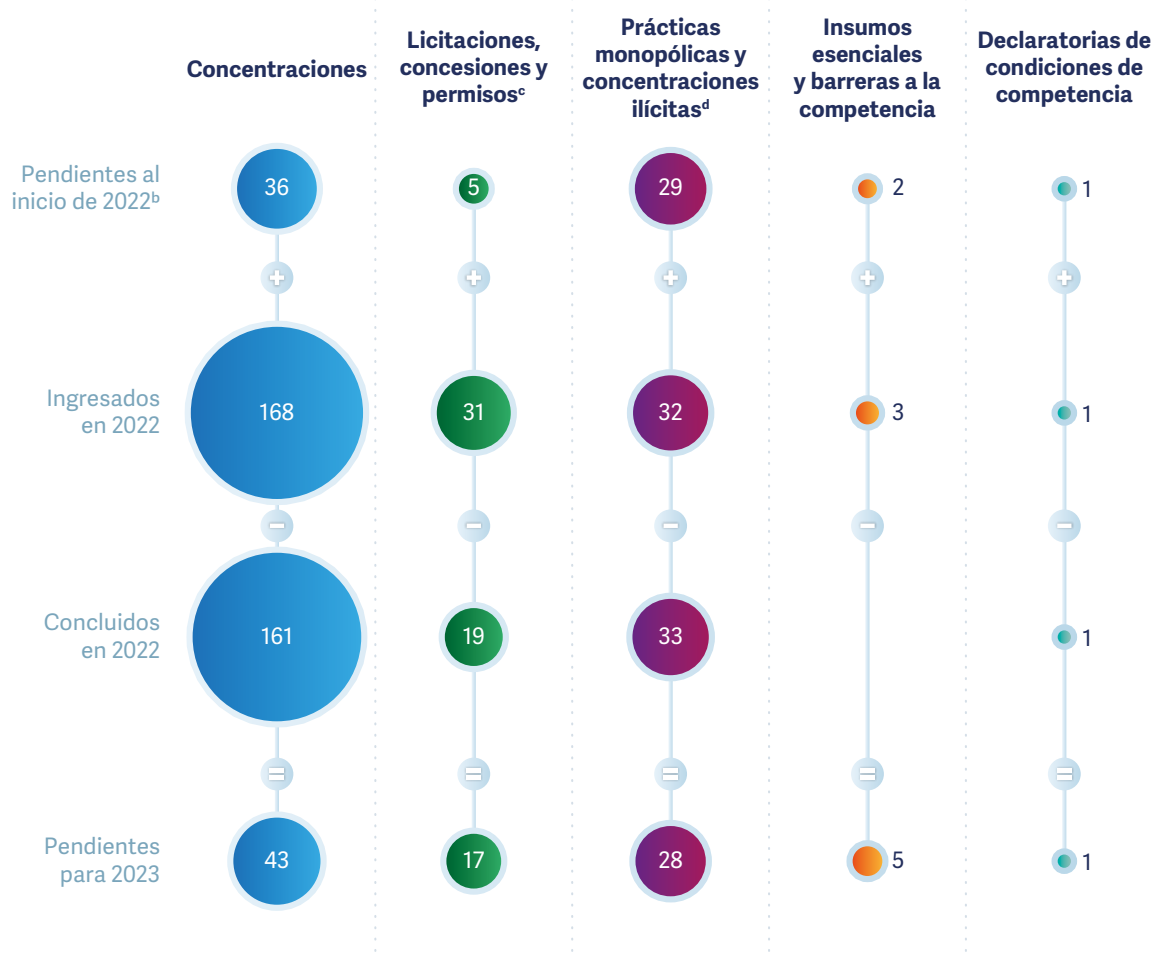 Concentraciones
Licitaciones,
concesiones y
permisosᶜ
Prácticas
monopólicas y
concentraciones
ilícitasᵈ
Insumos
esenciales
y barreras a la
competencia
Declaratorias de
condiciones de
competencia
Pendientes al
inicio de 2022ᵇ
36
5
29
2
1
+
+
+
+
+
Ingresados
en 2022
168
31
32
3
1
−
−
−
−
−
Concluidos
en 2022
161
19
33
1
=
=
=
=
=
Pendientes
para 2023
43
17
28
5
1